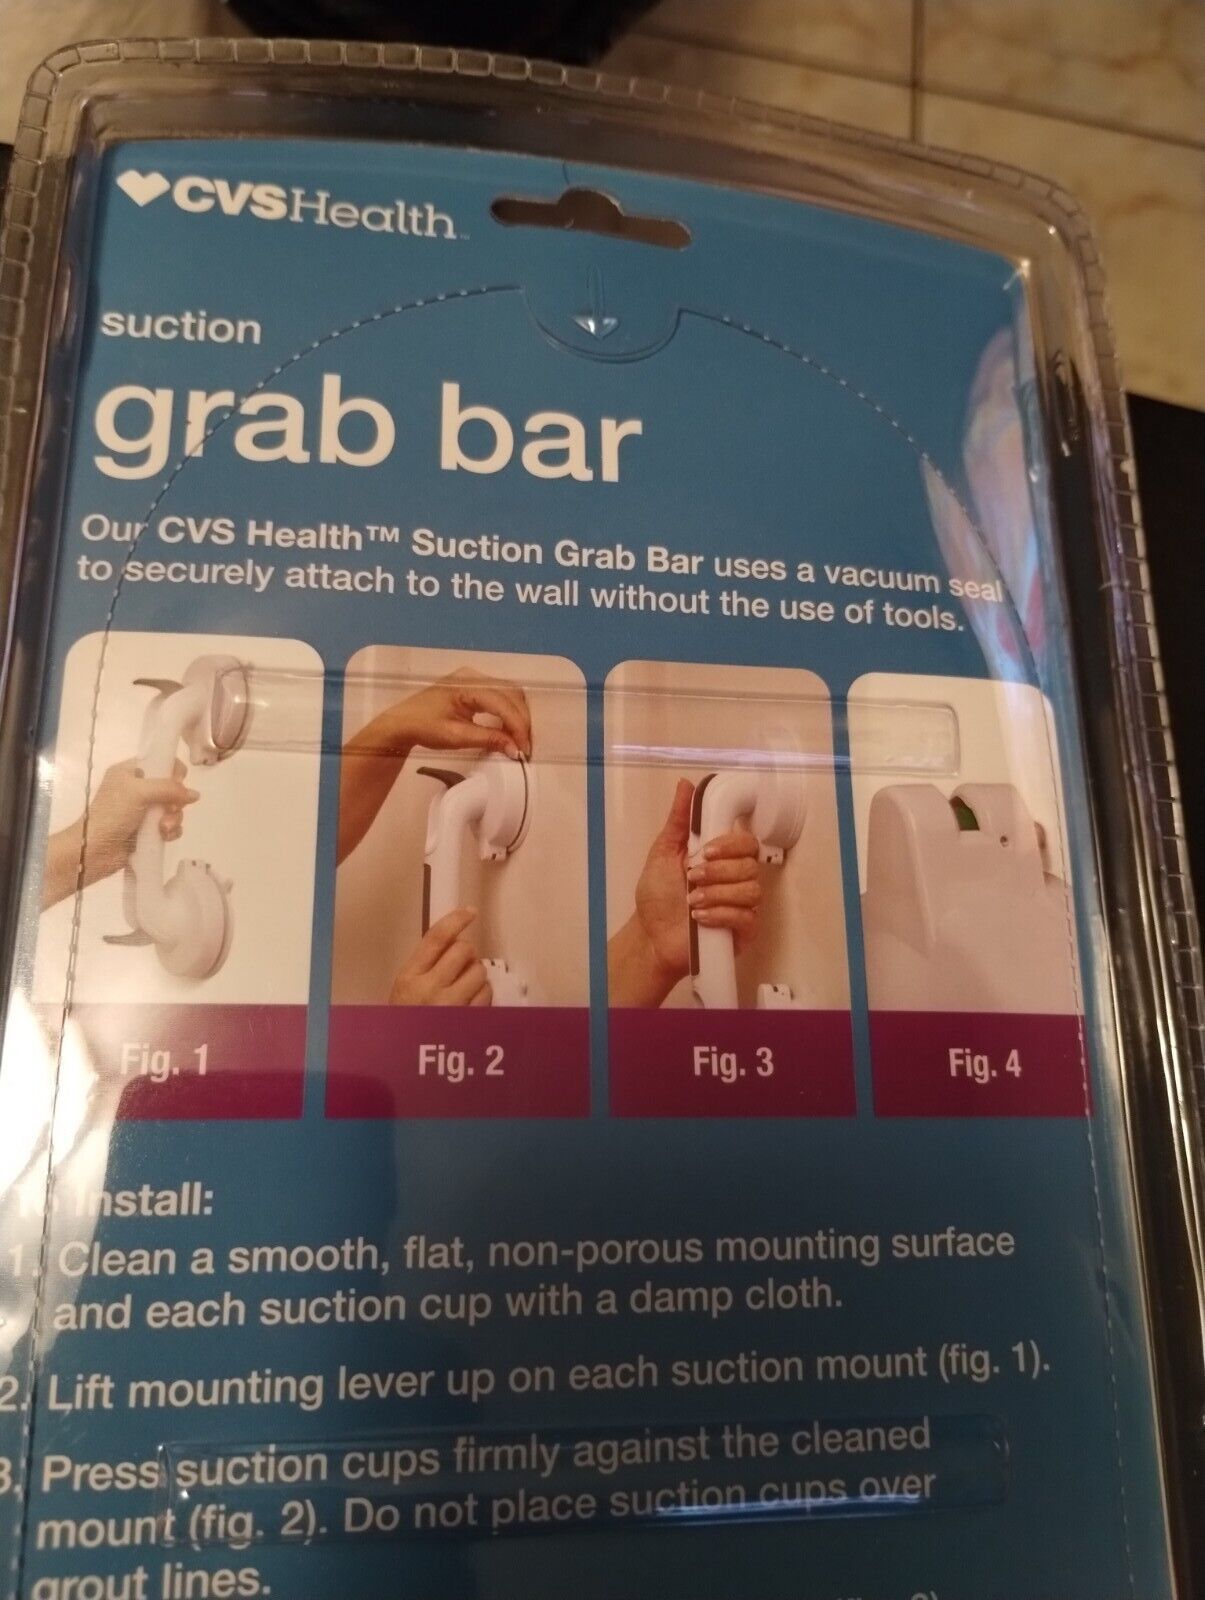 CVSHealth™
suction
grab bar
Our CVS Health™ Suction Grab Bar uses a vacuum seal
to securely attach to the wall without the use of tools.
Fig. 1
Fig. 2
Fig. 3
Fig. 4
To Install:
1. Clean a smooth, flat, non-porous mounting surface
and each suction cup with a damp cloth.
2. Lift mounting lever up on each suction mount (fig. 1).
3. Press suction cups firmly against the cleaned
mount (fig. 2). Do not place suction cups over
grout lines.